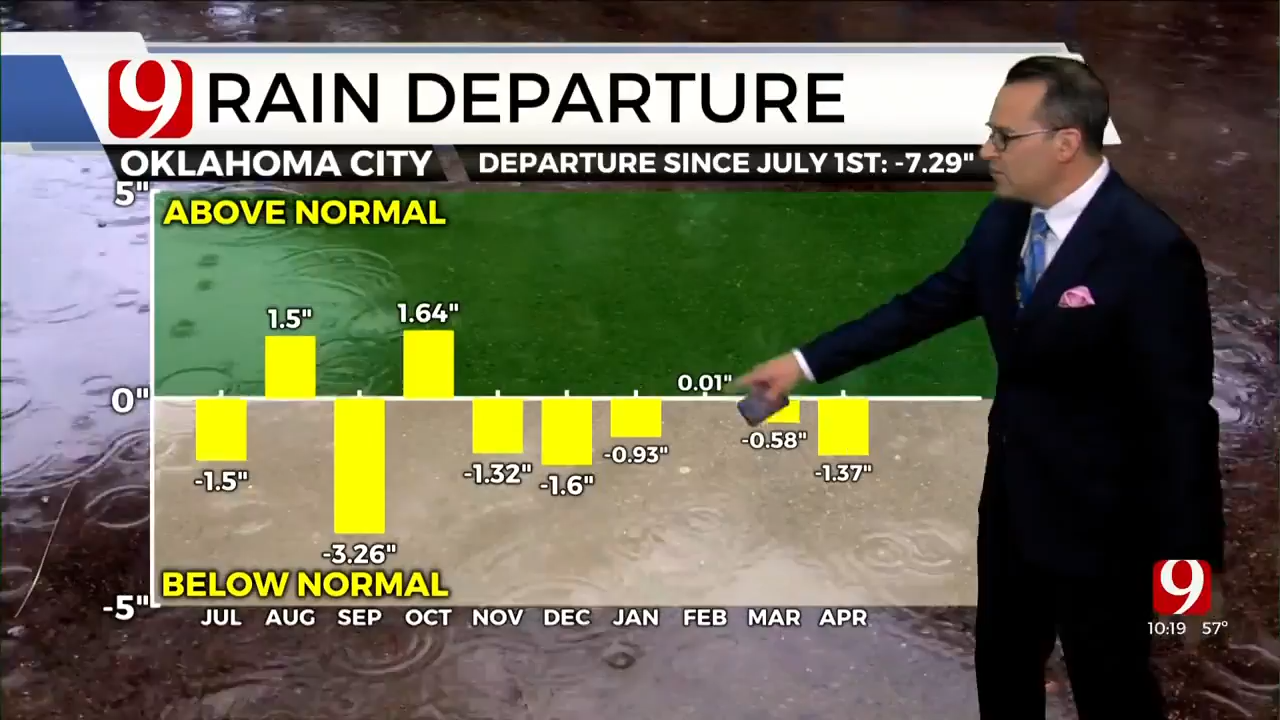 9 RAIN DEPARTURE
OKLAHOMA CITY DEPARTURE SINCE JULY 1ST: -7.29"
5"
ABOVE NORMAL
1.5" 1.64"
0.01"
0"
-1.5" -1.32" -1.6" -0.93" -0.58" -1.37"
-3.26"
BELOW NORMAL
-5"
JUL AUG SEP OCT NOV DEC JAN FEB MAR APR
9
10:19 57°